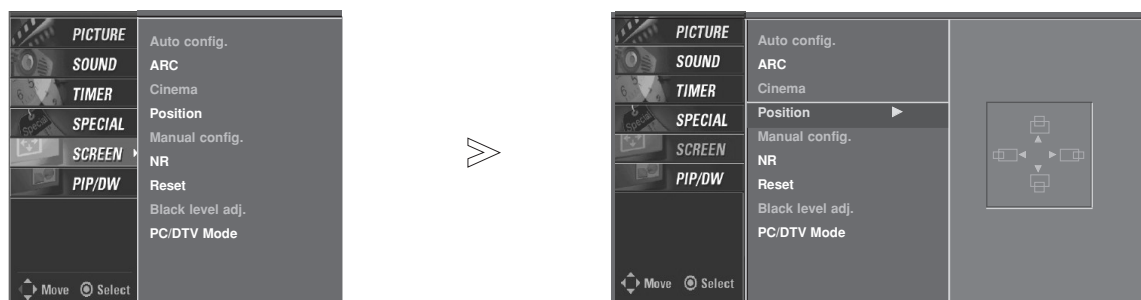 PICTURE
SOUND
TIMER
SPECIAL
SCREEN
PIP/DW
Move Select
Auto config.
ARC
Cinema
Position
Manual config.
NR
Reset
Black level adj.
PC/DTV Mode
PICTURE
SOUND
TIMER
SPECIAL
SCREEN
PIP/DW
Move Select
Auto config.
ARC
Cinema
Position
Manual config.
NR
Reset
Black level adj.
PC/DTV Mode